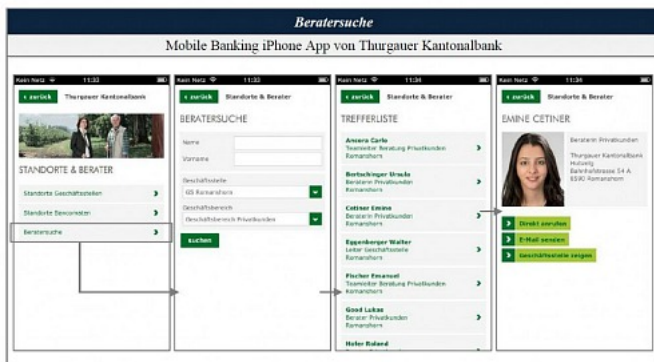 Beratersuche
Mobile Banking iPhone App von Thurgauer Kantonalbank
Kein Netz 11:33
‹ zurück Thurgauer Kantonalbank
STANDORTE & BERATER
Standorte Geschäftsstellen
Standorte Bancomaten
Beratersuche
Kein Netz 11:33
‹ zurück Standorte & Berater
BERATERSUCHE
Name
Vorname
Geschäftsstelle
GS Romanshorn
Geschäftsbereich
Geschäftsbereich Privatkunden
suchen
Kein Netz 11:34
‹ zurück Standorte & Berater
TREFFERLISTE
Ancora Carlo
Teamleiter Beratung Privatkunden
Romanshorn
Bertschinger Ursula
Beraterin Privatkunden
Romanshorn
Cetiner Emine
Beraterin Privatkunden
Romanshorn
Eggenberger Walter
Leiter Geschäftsstelle
Romanshorn
Fischer Emanuel
Teamleiter Beratung Privatkunden
Romanshorn
Good Lukas
Berater Privatkunden
Romanshorn
Hofer Roland
Kein Netz 11:34
‹ zurück Standorte & Berater
EMINE CETINER
Beraterin Privatkunden
Thurgauer Kantonalbank
Hubzelg
Bahnhofstrasse 54 A
8590 Romanshorn
Direkt anrufen
E-Mail senden
Geschäftsstelle zeigen